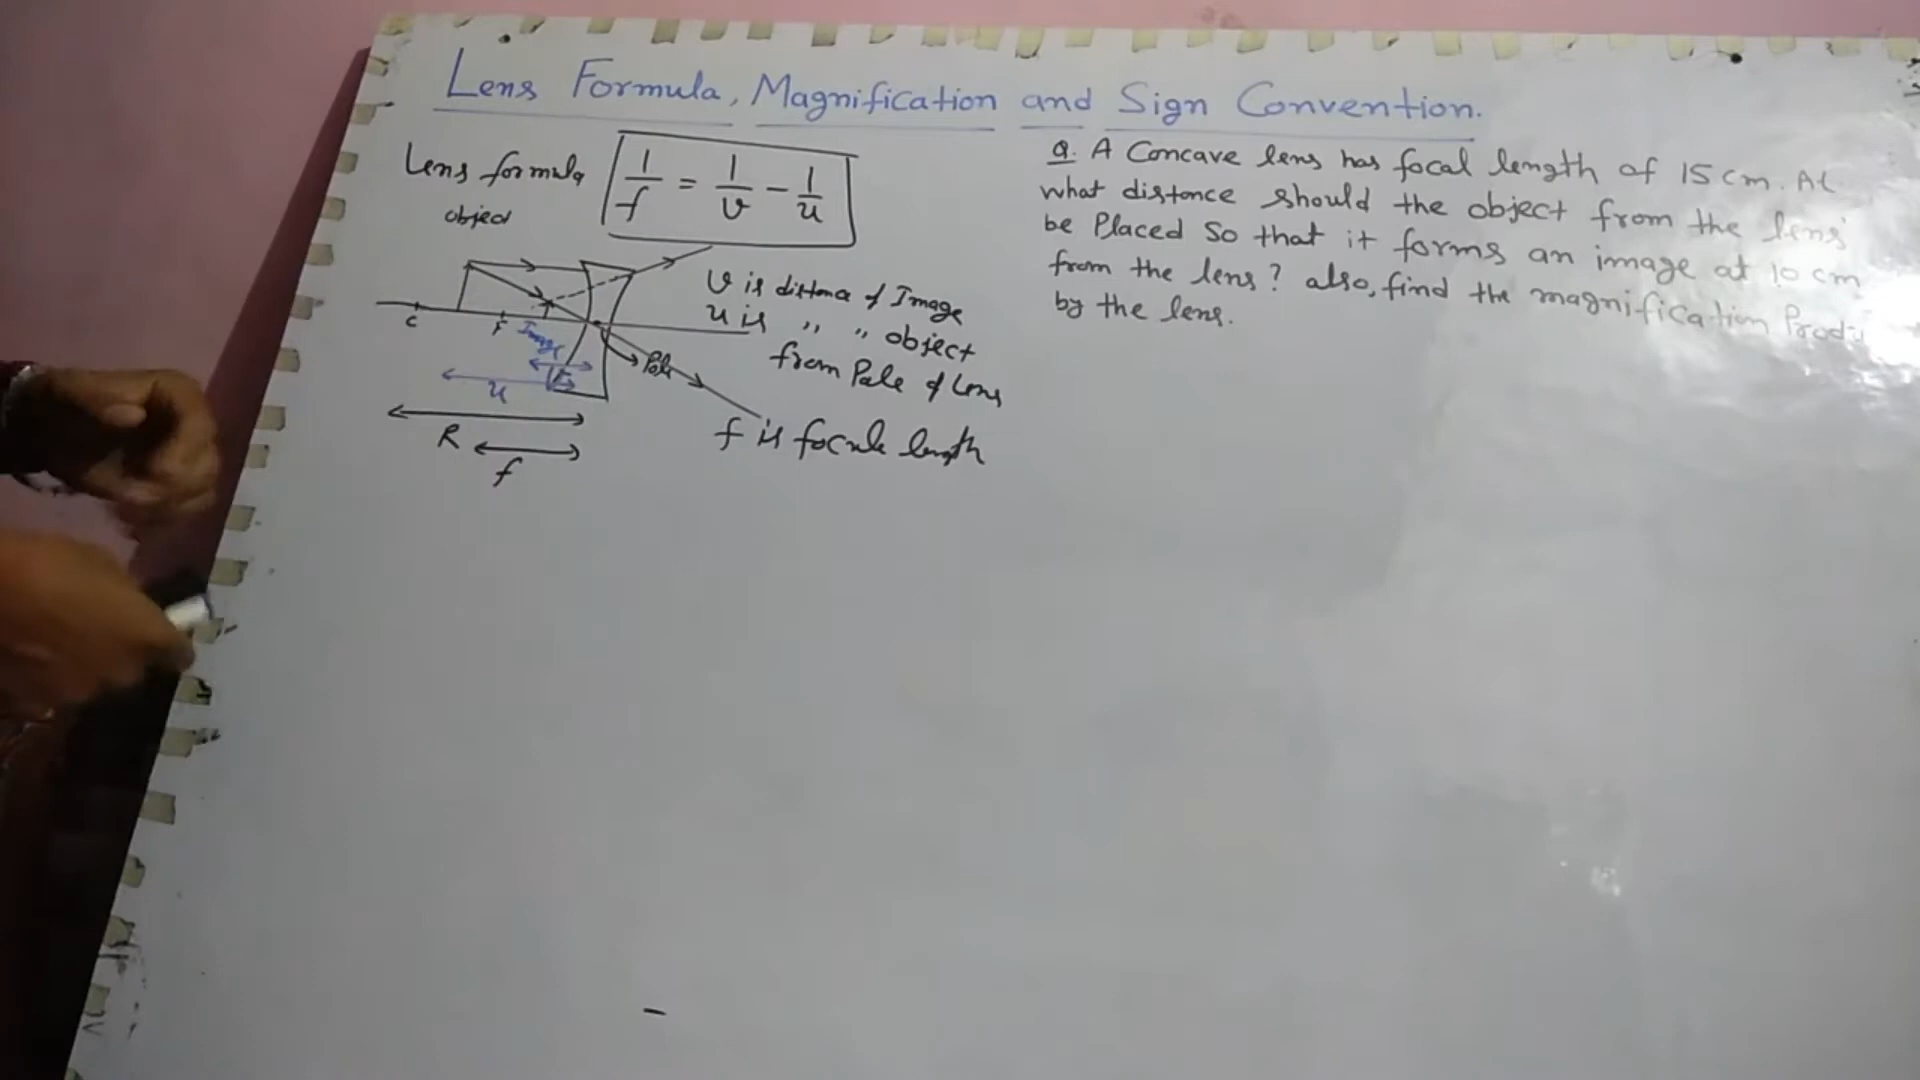 Lens Formula, Magnification and Sign Convention.
Lens formula
1/f = 1/v - 1/u
object
C
F
Image
Pole
u
R
f
v is distance of Image
u is " " object
from Pole of Lens
f is focule length
Q. A Concave lens has focal length of 15 cm. At
what distance should the object from the lens
be Placed So that it forms an image at 10 cm
from the lens? also, find the magnification Produ
by the lens.